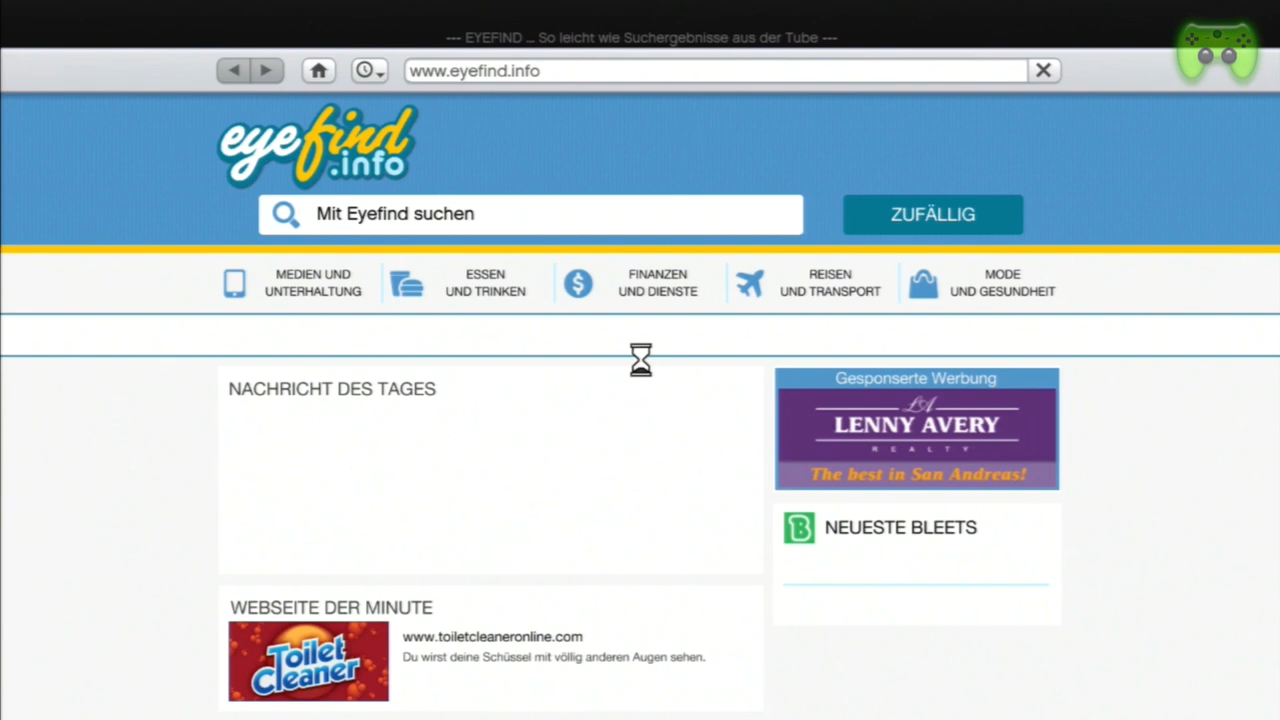 --- EYEFIND ... So leicht wie Suchergebnisse aus der Tube ---
www.eyefind.info
eyefind
.info
Mit Eyefind suchen
ZUFÄLLIG
MEDIEN UND
UNTERHALTUNG
ESSEN
UND TRINKEN
FINANZEN
UND DIENSTE
REISEN
UND TRANSPORT
MODE
UND GESUNDHEIT
NACHRICHT DES TAGES
Gesponserte Werbung
LA
LENNY AVERY
REALTY
The best in San Andreas!
B
NEUESTE BLEETS
WEBSEITE DER MINUTE
Toilet
Cleaner
www.toiletcleaneronline.com
Du wirst deine Schüssel mit völlig anderen Augen sehen.